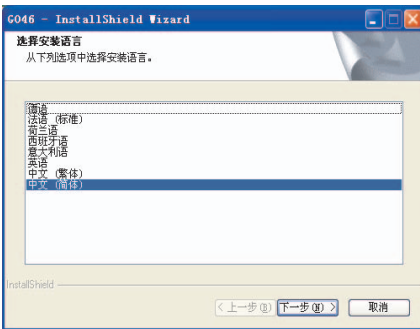 G046 - InstallShield Wizard
选择安装语言
从下列选项中选择安装语言。
德语
法语 (标准)
荷兰语
西班牙语
意大利语
英语
中文 (繁体)
中文 (简体)
InstallShield
< 上一步(B)
下一步(N) >
取消